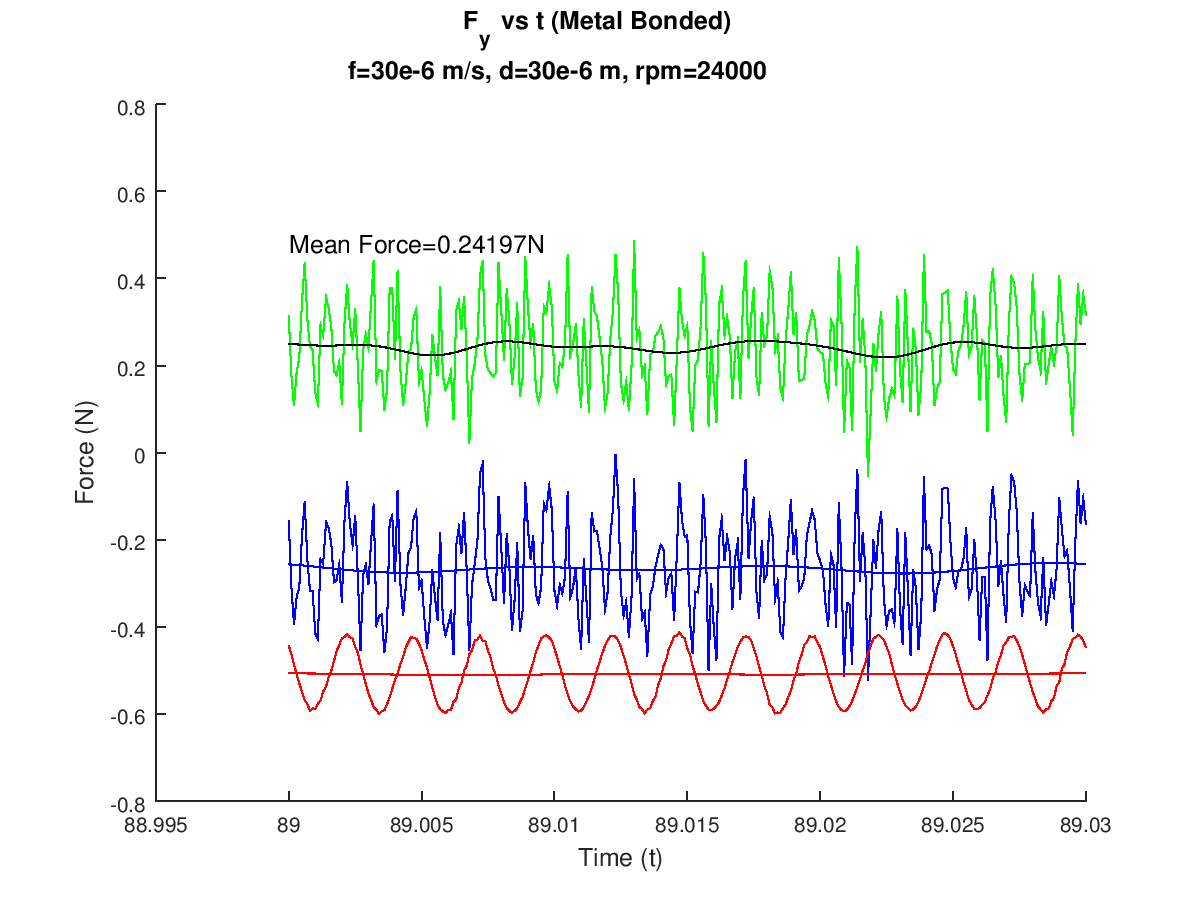 F_y vs t (Metal Bonded)
f=30e-6 m/s, d=30e-6 m, rpm=24000
0.8
0.6
Mean Force=0.24197N
0.4
0.2
0
-0.2
-0.4
-0.6
-0.8
Force (N)
88.995 89 89.005 89.01 89.015 89.02 89.025 89.03
Time (t)